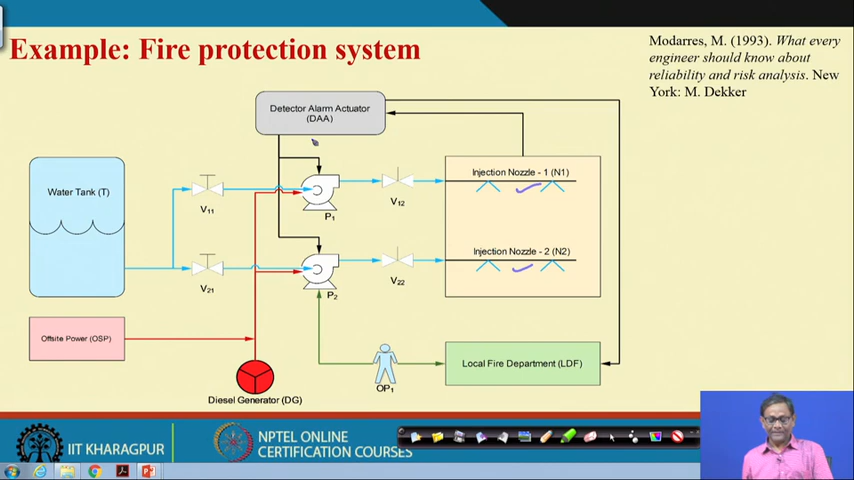 Example: Fire protection system
Modarres, M. (1993). What every
engineer should know about
reliability and risk analysis. New
York: M. Dekker
Detector Alarm Actuator
(DAA)
Water Tank (T)
V11
P1
V12
Injection Nozzle - 1 (N1)
V21
P2
V22
Injection Nozzle - 2 (N2)
Offsite Power (OSP)
Diesel Generator (DG)
OP1
Local Fire Department (LDF)
IIT KHARAGPUR
NPTEL ONLINE
CERTIFICATION COURSES